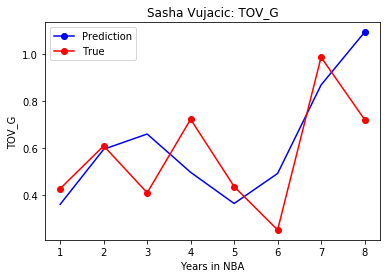 Sasha Vujacic: TOV_G
Prediction
True
1.0
0.8
0.6
0.4
TOV_G
1 2 3 4 5 6 7 8
Years in NBA